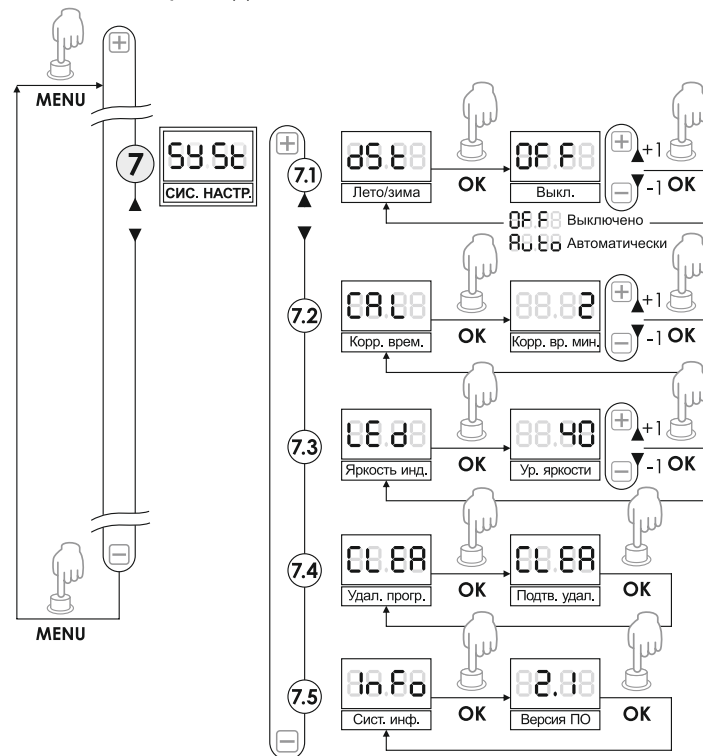 MENU
7
SYSt
СИС. НАСТР.
7.1
dSt
Лето/зима
OK
OFF
Выкл.
+1
-1 OK
OFF Выключено
Auto Автоматически
7.2
CAL
Корр. врем.
OK
2
Корр. вр. мин.
+1
-1 OK
7.3
LEd
Яркость инд.
OK
40
Ур. яркости
+1
-1 OK
7.4
CLEA
Удал. прогр.
OK
CLEA
Подтв. удал.
OK
7.5
InFo
Сист. инф.
OK
2.1
Версия ПО
OK
MENU